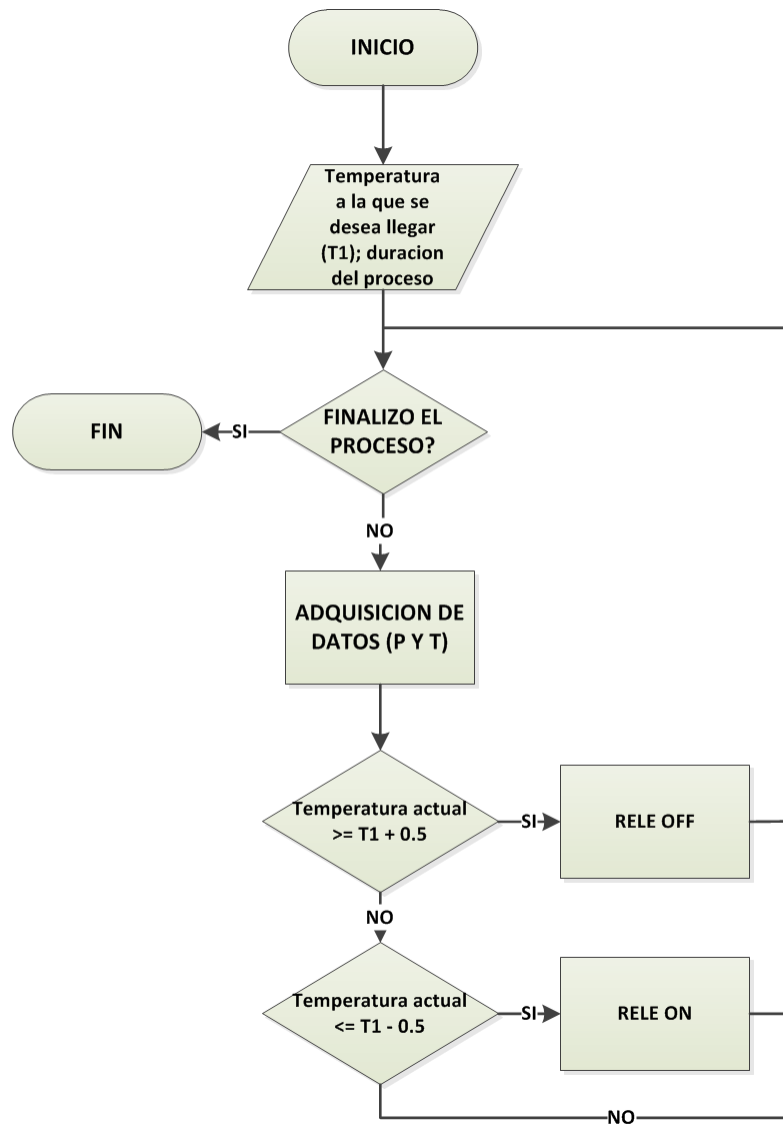 INICIO
Temperatura
a la que se
desea llegar
(T1); duracion
del proceso
FINALIZO EL
PROCESO?
SI
FIN
NO
ADQUISICION DE
DATOS (P Y T)
Temperatura actual
>= T1 + 0.5
SI
RELE OFF
NO
Temperatura actual
<= T1 - 0.5
SI
RELE ON
NO